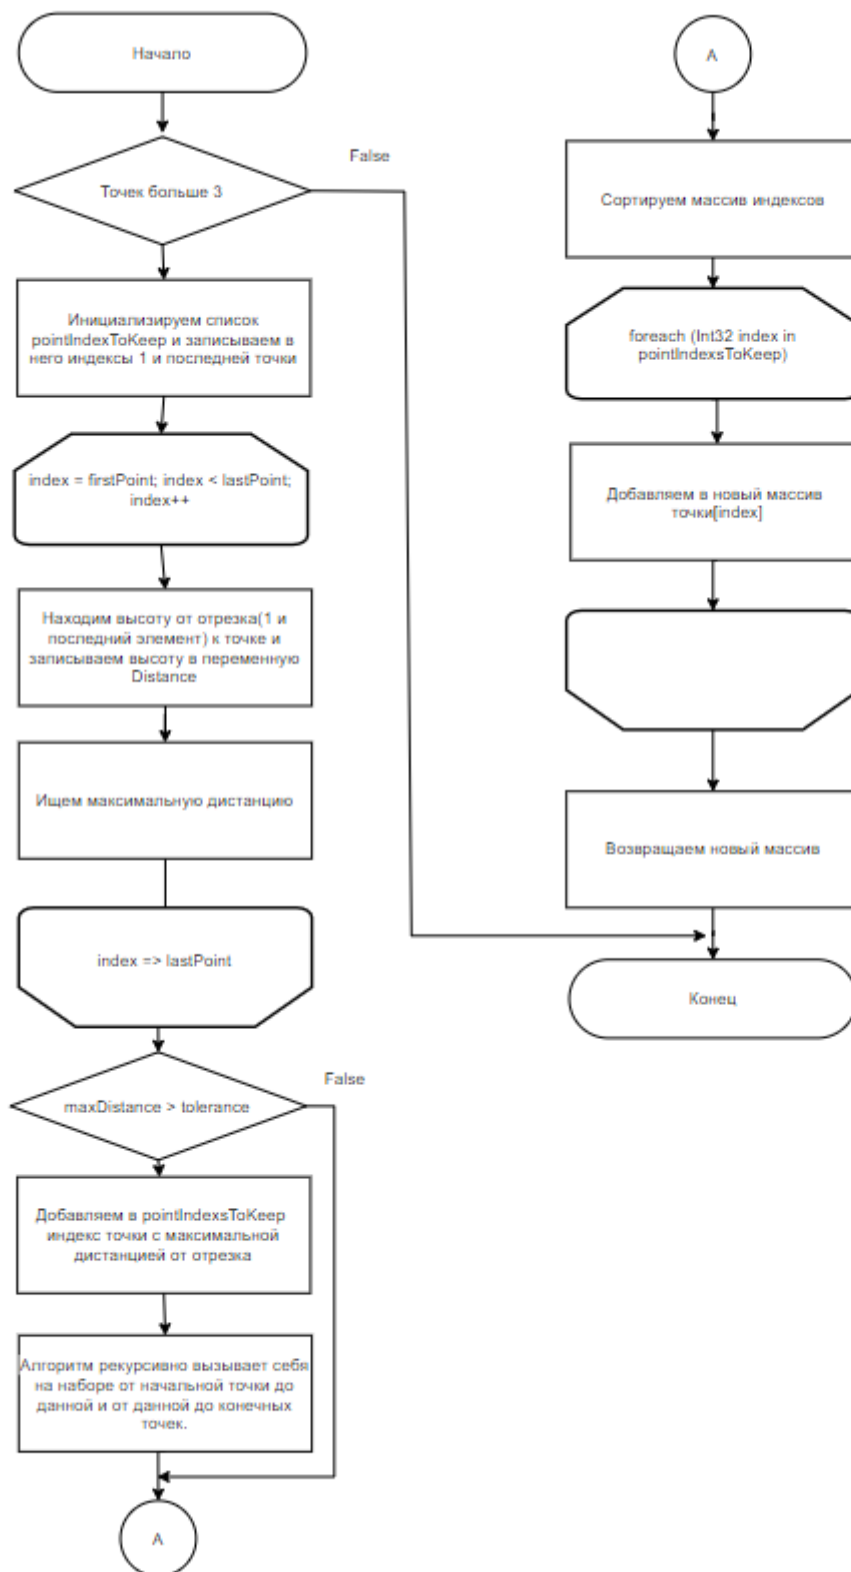 Начало
False
Точек больше 3
Инициализируем список
pointIndexToKeep и записываем в
него индексы 1 и последней точки
index = firstPoint; index < lastPoint;
index++
Находим высоту от отрезка(1 и
последний элемент) к точке и
записываем высоту в переменную
Distance
Ищем максимальную дистанцию
index => lastPoint
False
maxDistance > tolerance
Добавляем в pointIndexsToKeep
индекс точки с максимальной
дистанцией от отрезка
Алгоритм рекурсивно вызывает себя
на наборе от начальной точки до
данной и от данной до конечных
точек.
A
A
Сортируем массив индексов
foreach (Int32 index in
pointIndexsToKeep)
Добавляем в новый массив
точки[index]
Возвращаем новый массив
Конец